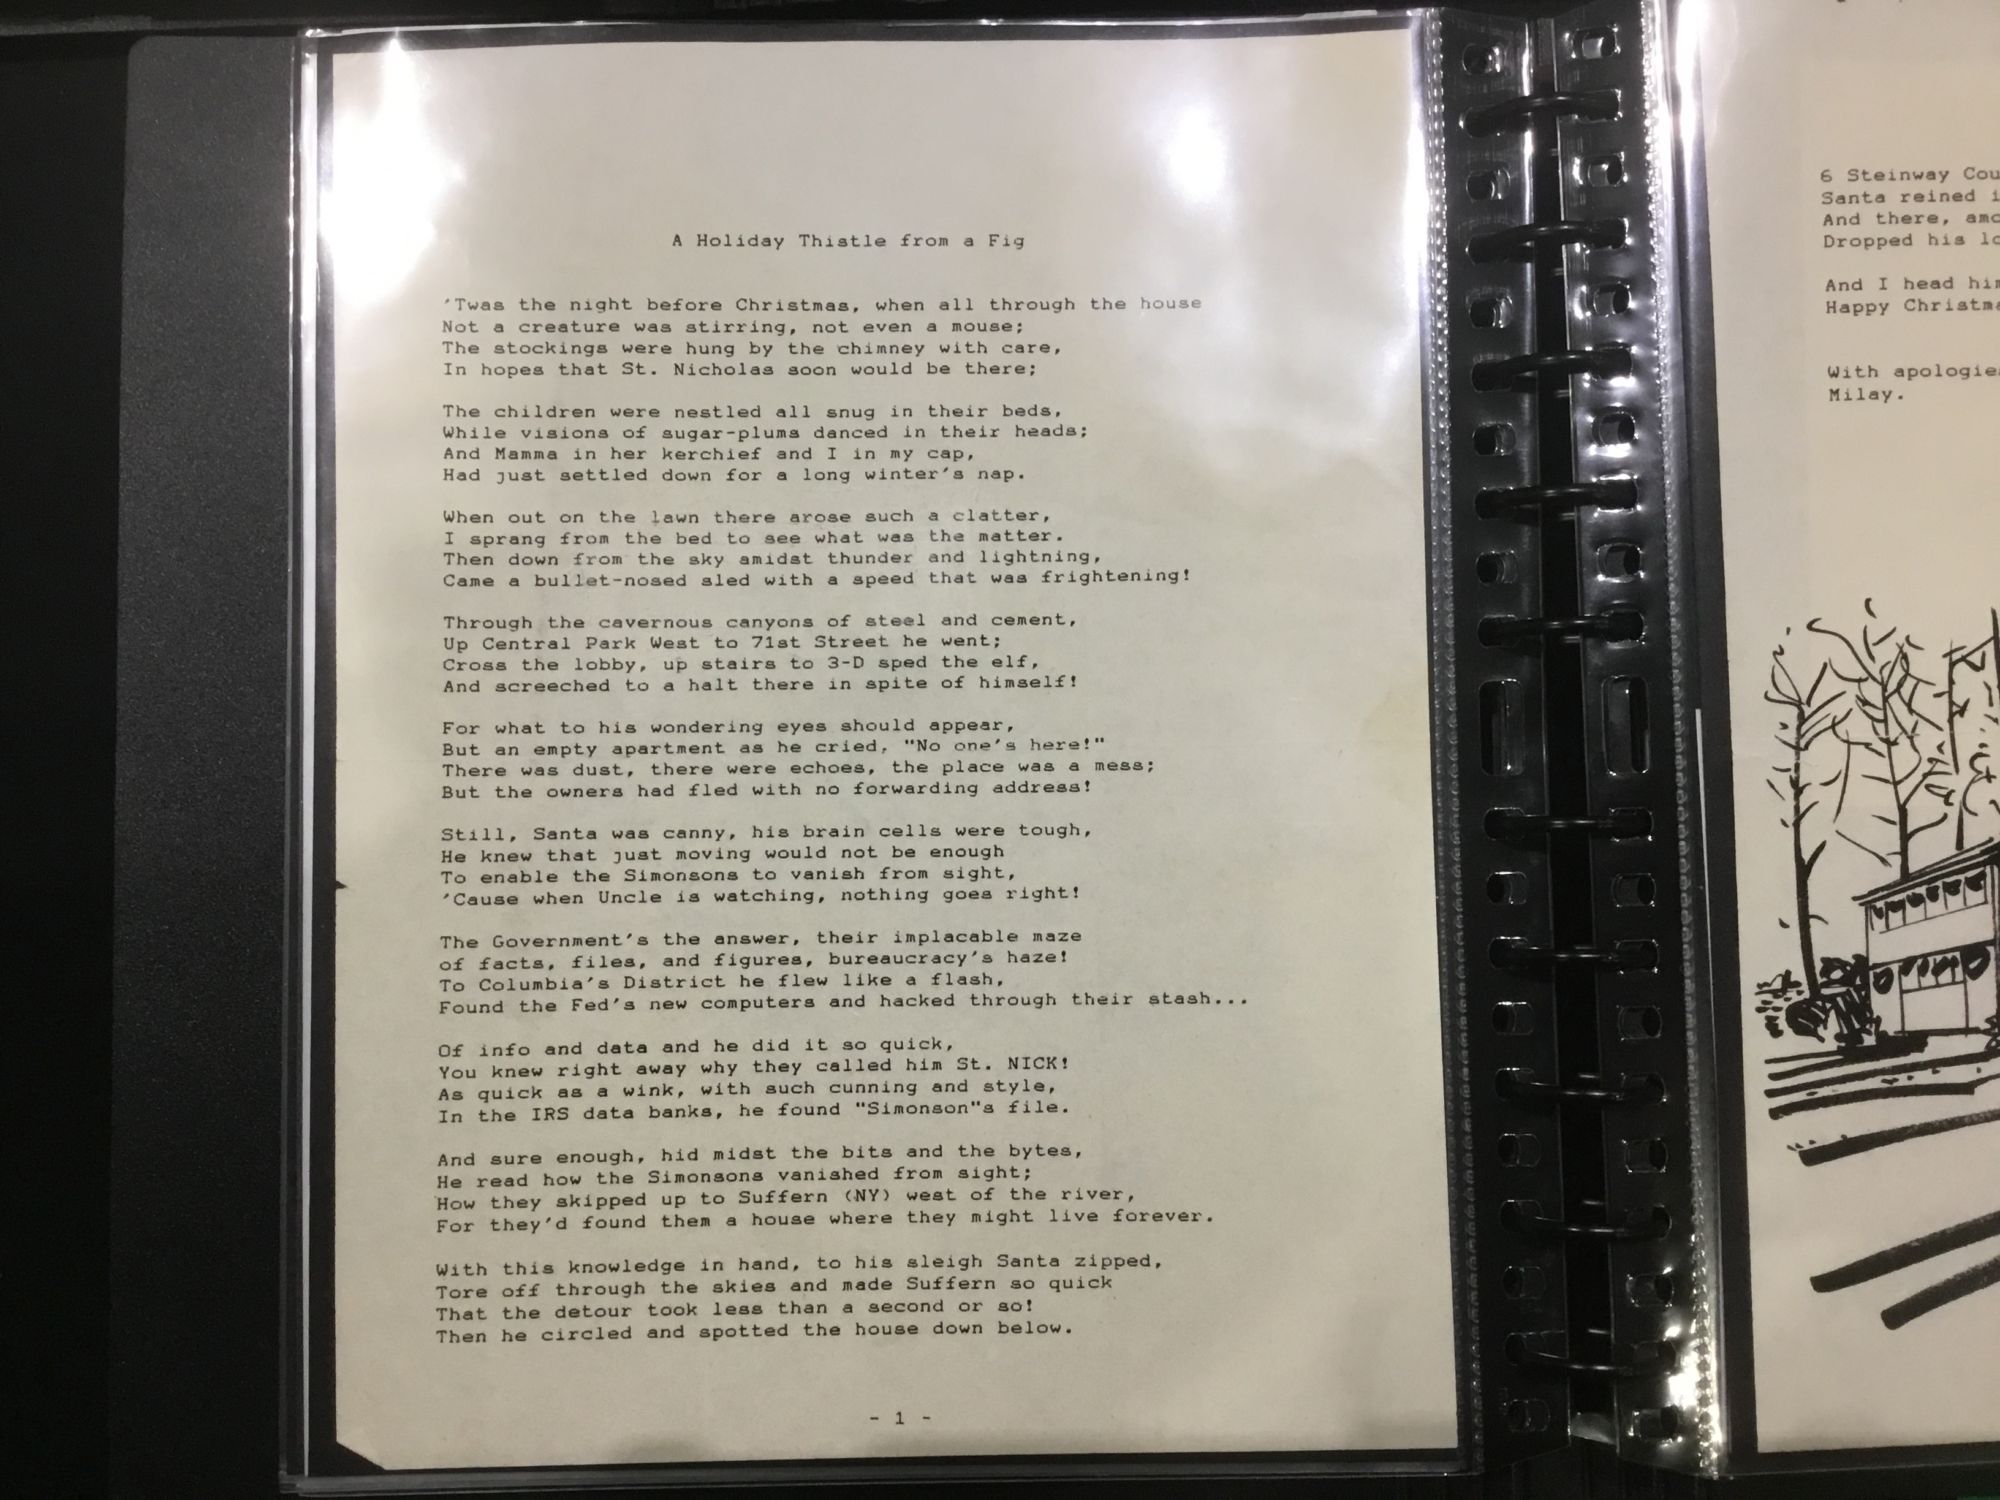 A Holiday Thistle from a Fig
'Twas the night before Christmas, when all through the house
Not a creature was stirring, not even a mouse;
The stockings were hung by the chimney with care,
In hopes that St. Nicholas soon would be there;
The children were nestled all snug in their beds,
While visions of sugar-plums danced in their heads;
And Mamma in her kerchief and I in my cap,
Had just settled down for a long winter's nap.
When out on the lawn there arose such a clatter,
I sprang from the bed to see what was the matter.
Then down from the sky amidst thunder and lightning,
Came a bullet-nosed sled with a speed that was frightening!
Through the cavernous canyons of steel and cement,
Up Central Park West to 71st Street he went;
Cross the lobby, up stairs to 3-D sped the elf,
And screeched to a halt there in spite of himself!
For what to his wondering eyes should appear,
But an empty apartment as he cried, "No one's here!"
There was dust, there were echoes, the place was a mess;
But the owners had fled with no forwarding address!
Still, Santa was canny, his brain cells were tough,
He knew that just moving would not be enough
To enable the Simonsons to vanish from sight,
'Cause when Uncle is watching, nothing goes right!
The Government's the answer, their implacable maze
of facts, files, and figures, bureaucracy's haze!
To Columbia's District he flew like a flash,
Found the Fed's new computers and hacked through their stash...
Of info and data and he did it so quick,
You knew right away why they called him St. NICK!
As quick as a wink, with such cunning and style,
In the IRS data banks, he found "Simonson"s file.
And sure enough, hid midst the bits and the bytes,
He read how the Simonsons vanished from sight;
How they skipped up to Suffern (NY) west of the river,
For they'd found them a house where they might live forever.
With this knowledge in hand, to his sleigh Santa zipped,
Tore off through the skies and made Suffern so quick
That the detour took less than a second or so!
Then he circled and spotted the house down below.
- 1 -
6 Steinway
Santa reined
And there,
Dropped his
And I head
Happy
With
Milay.